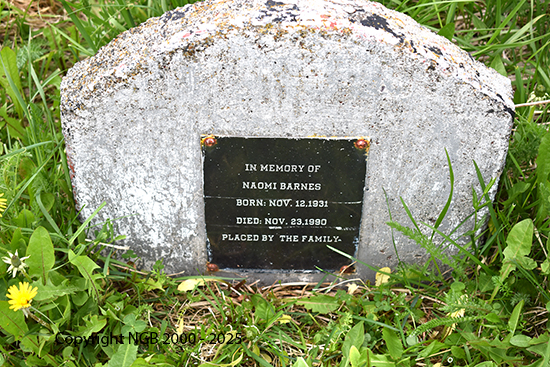 IN MEMORY OF
NAOMI BARNES
BORN: NOV. 12,1931
DIED: NOV. 23,1990
PLACED BY THE FAMILY
Copyright NGB 2000 - 2025